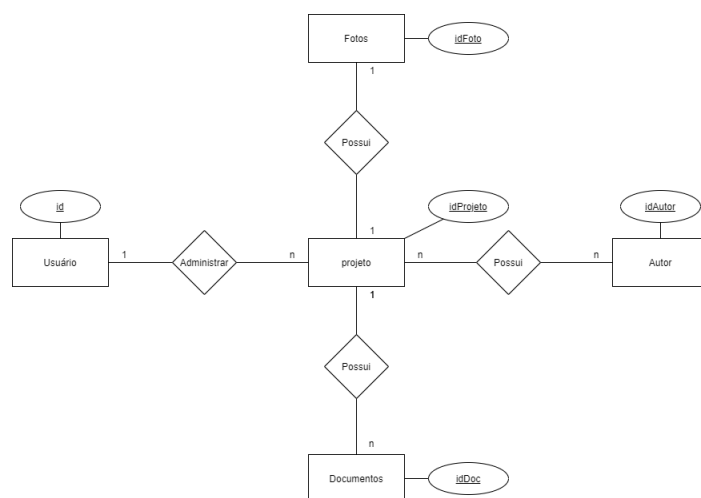 Fotos
idFoto
1
Possui
id
idProjeto
idAutor
1
Usuário
1
Administrar
n
projeto
n
Possui
n
Autor
1
Possui
n
Documentos
idDoc